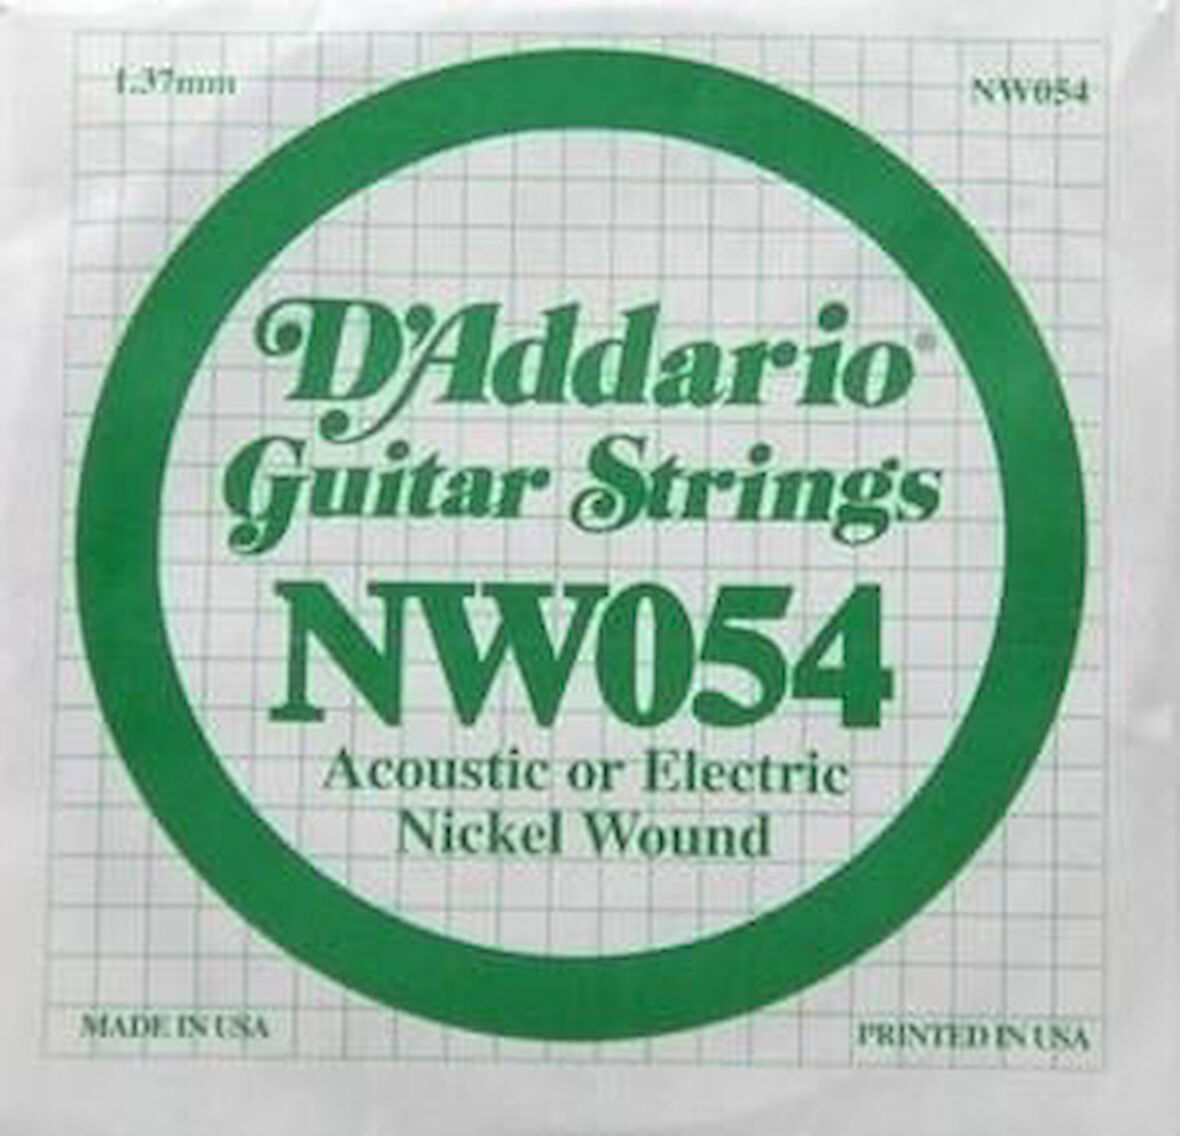 1.37mm
NW054
D'Addario®
Guitar Strings
NW054
Acoustic or Electric
Nickel Wound
MADE IN USA
PRINTED IN USA